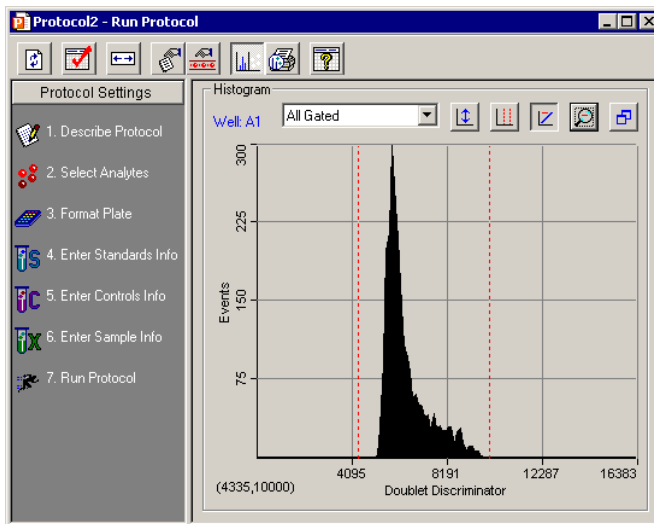 Protocol2 - Run Protocol
Protocol Settings
1. Describe Protocol
2. Select Analytes
3. Format Plate
4. Enter Standards Info
5. Enter Controls Info
6. Enter Sample Info
7. Run Protocol
Histogram
Well: A1
All Gated
300
225
150
75
Events
4095
8191
12287
16383
(4335,10000)
Doublet Discriminator